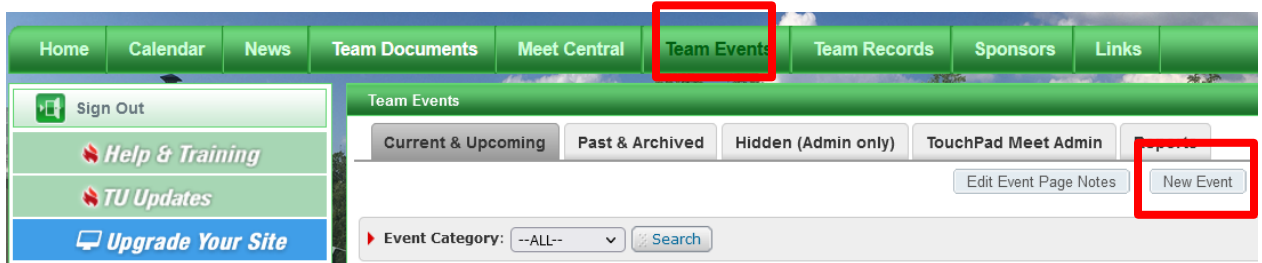 Home Calendar News Team Documents Meet Central Team Events Team Records Sponsors Links
Sign Out
Help & Training
TU Updates
Upgrade Your Site
Team Events
Current & Upcoming Past & Archived Hidden (Admin only) TouchPad Meet Admin Reports
Edit Event Page Notes New Event
Event Category: --ALL-- Search